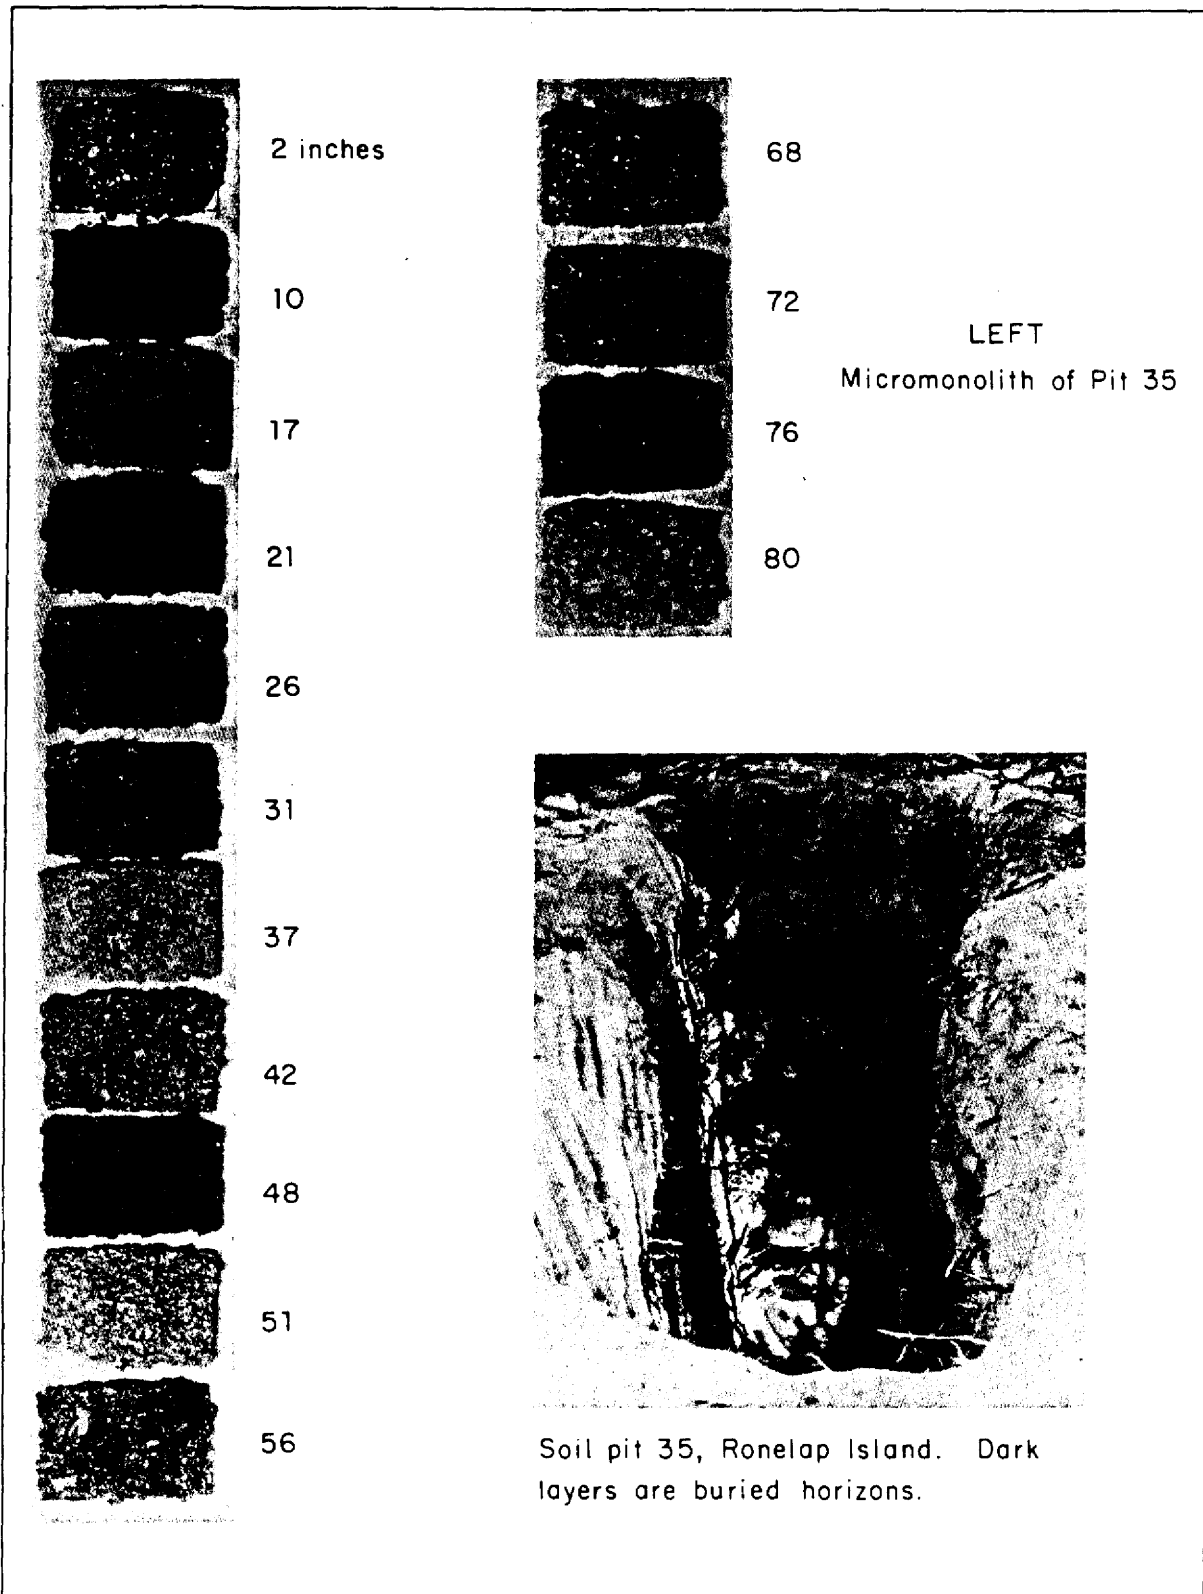 2 inches
10
17
21
26
31
37
42
48
51
56
68
72
76
80
LEFT
Micromonolith of Pit 35
Soil pit 35, Ronelap Island. Dark
layers are buried horizons.